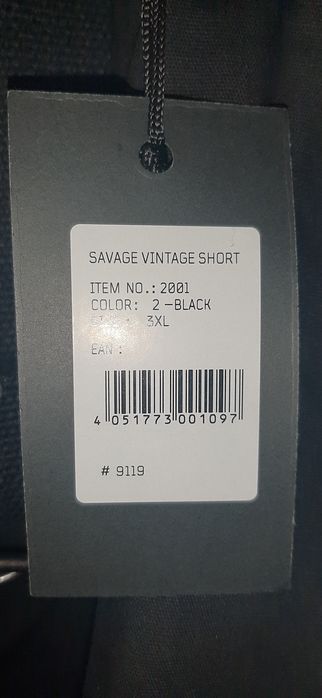 SAVAGE VINTAGE SHORT
ITEM NO.: 2001
COLOR: 2 -BLACK
3XL
EAN :
4 051773 001097
# 9119